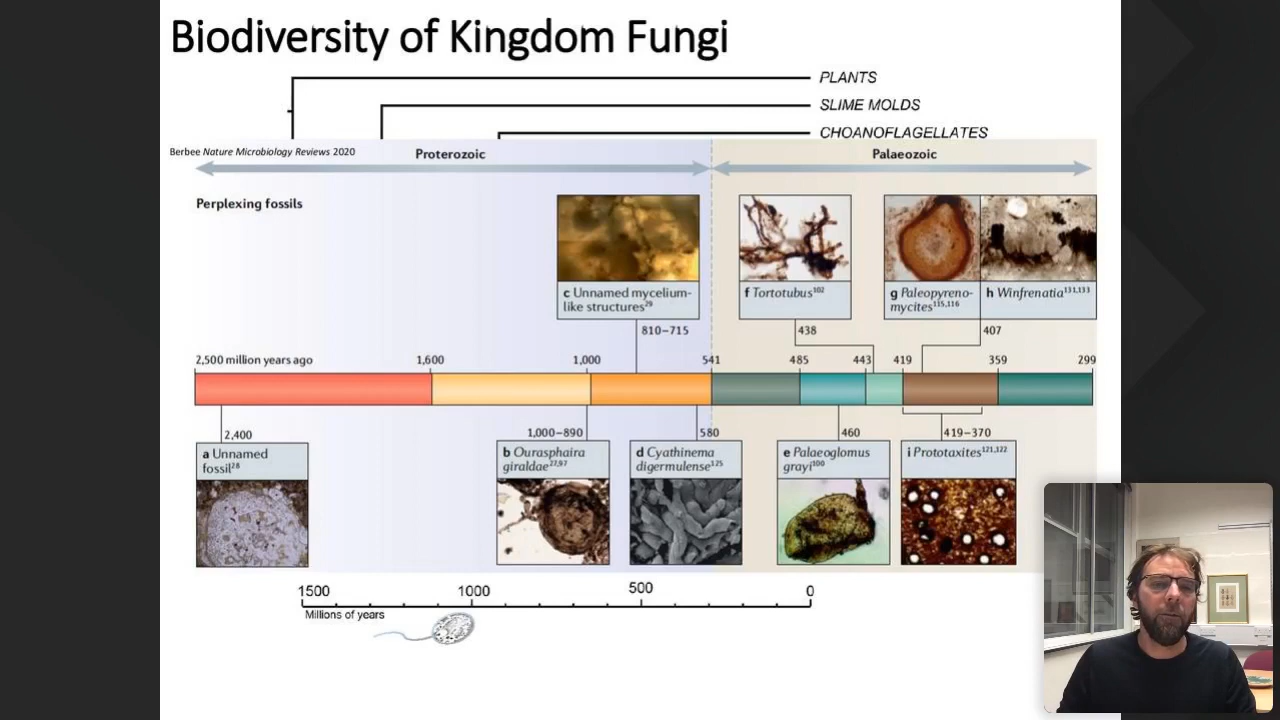 Biodiversity of Kingdom Fungi
PLANTS
SLIME MOLDS
CHOANOFLAGELLATES
Berbee Nature Microbiology Reviews 2020
Proterozoic
Palaeozoic
Perplexing fossils
c Unnamed mycelium-
like structures29
f Tortotubus102
g Paleopyreno-
mycites115,116
h Winfrenatia131,133
810–715
438
407
2,500 million years ago
1,600
1,000
541
485
443
419
359
299
2,400
1,000–890
580
460
419–370
a Unnamed
fossil28
b Ourasphaira
giraldae27,97
d Cyathinema
digermulense125
e Palaeoglomus
grayi100
i Prototaxites121,122
1500
1000
500
0
Millions of years